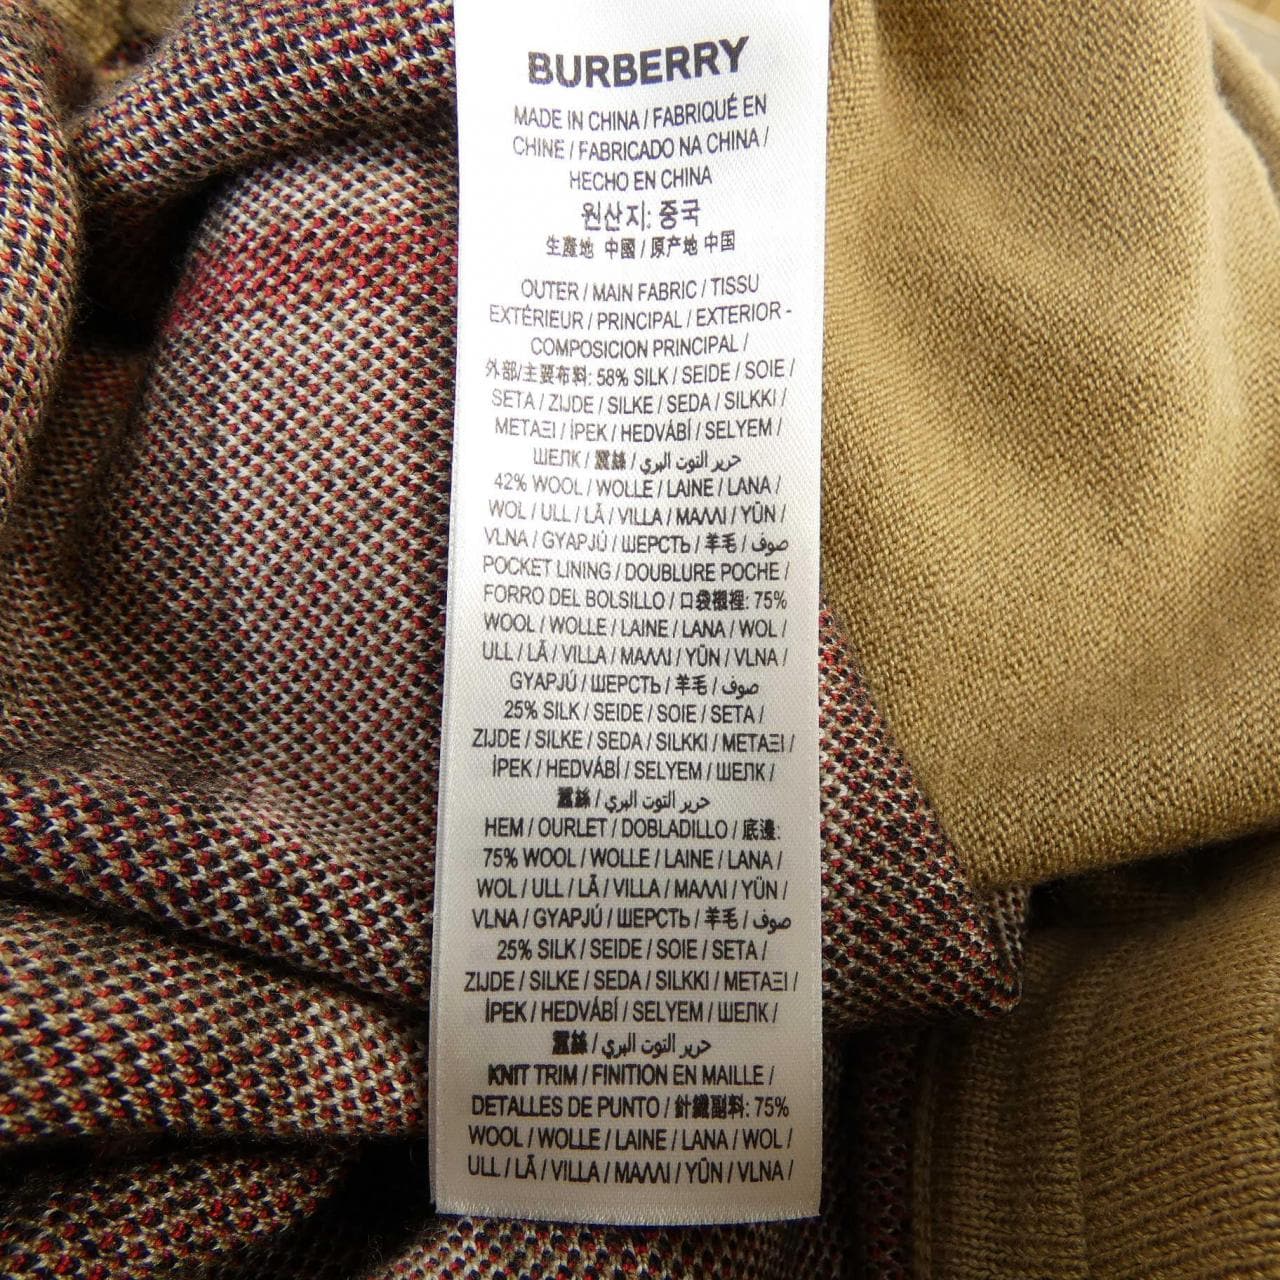 BURBERRY
MADE IN CHINA / FABRIQUÉ EN
CHINE / FABRICADO NA CHINA /
HECHO EN CHINA
원산지: 중국
生產地 中國 / 原产地 中国
OUTER / MAIN FABRIC / TISSU
EXTÉRIEUR / PRINCIPAL / EXTERIOR -
COMPOSICION PRINCIPAL /
外部/主要布料: 58% SILK / SEIDE / SOIE /
SETA / ZIJDE / SILKE / SEDA / SILKKI /
ΜΕΤΑΞΙ / İPEK / HEDVÁBÍ / SELYEM /
ШЕЛК / 蠶絲 / حرير التوت البري /
42% WOOL / WOLLE / LAINE / LANA /
WOL / ULL / LÃ / VILLA / ΜΑΛΛΙ / YÜN /
VLNA / GYAPJÚ / ШЕРСТЬ / 羊毛 / صوف /
POCKET LINING / DOUBLURE POCHE /
FORRO DEL BOLSILLO / 口袋襯裡: 75%
WOOL / WOLLE / LAINE / LANA / WOL /
ULL / LÃ / VILLA / ΜΑΛΛΙ / YÜN / VLNA /
GYAPJÚ / ШЕРСТЬ / 羊毛 / صوف
25% SILK / SEIDE / SOIE / SETA /
ZIJDE / SILKE / SEDA / SILKKI / ΜΕΤΑΞΙ /
İPEK / HEDVÁBÍ / SELYEM / ШЕЛК /
蠶絲 / حرير التوت البري
HEM / OURLET / DOBLADILLO / 底邊:
75% WOOL / WOLLE / LAINE / LANA /
WOL / ULL / LÃ / VILLA / ΜΑΛΛΙ / YÜN /
VLNA / GYAPJÚ / ШЕРСТЬ / 羊毛 / صوف
25% SILK / SEIDE / SOIE / SETA /
ZIJDE / SILKE / SEDA / SILKKI / ΜΕΤΑΞΙ /
İPEK / HEDVÁBÍ / SELYEM / ШЕЛК /
蠶絲 / حرير التوت البري
KNIT TRIM / FINITION EN MAILLE /
DETALLES DE PUNTO / 針織副料: 75%
WOOL / WOLLE / LAINE / LANA / WOL /
ULL / LÃ / VILLA / ΜΑΛΛΙ / YÜN / VLNA /